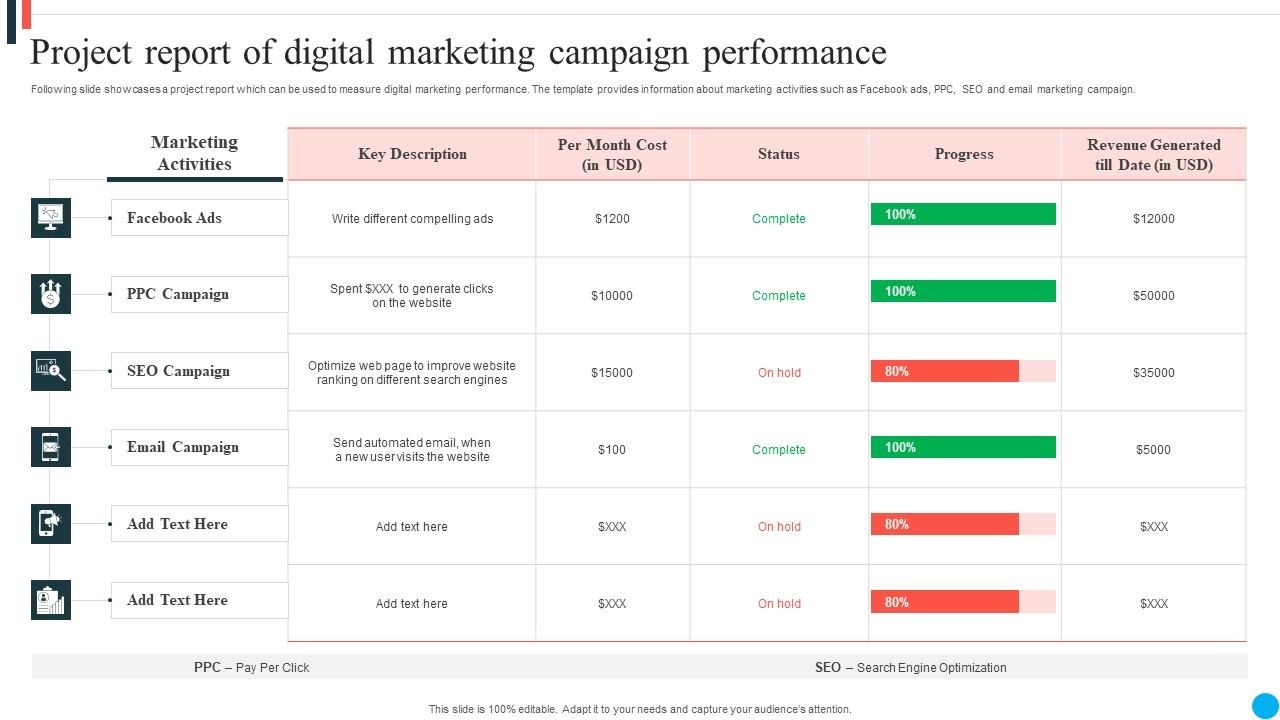 Project report of digital marketing campaign performance
Following slide showcases a project report which can be used to measure digital marketing performance. The template provides information about marketing activities such as Facebook ads, PPC, SEO and email marketing campaign.
Marketing
Activities
Key Description
Per Month Cost
(in USD)
Status
Progress
Revenue Generated
till Date (in USD)
Facebook Ads
Write different compelling ads
$1200
Complete
100%
$12000
PPC Campaign
Spent $XXX to generate clicks
on the website
$10000
Complete
100%
$50000
SEO Campaign
Optimize web page to improve website
ranking on different search engines
$15000
On hold
80%
$35000
Email Campaign
Send automated email, when
a new user visits the website
$100
Complete
100%
$5000
Add Text Here
Add text here
$XXX
On hold
80%
$XXX
Add Text Here
Add text here
$XXX
On hold
80%
$XXX
PPC – Pay Per Click
SEO – Search Engine Optimization
This slide is 100% editable. Adapt it to your needs and capture your audience's attention.